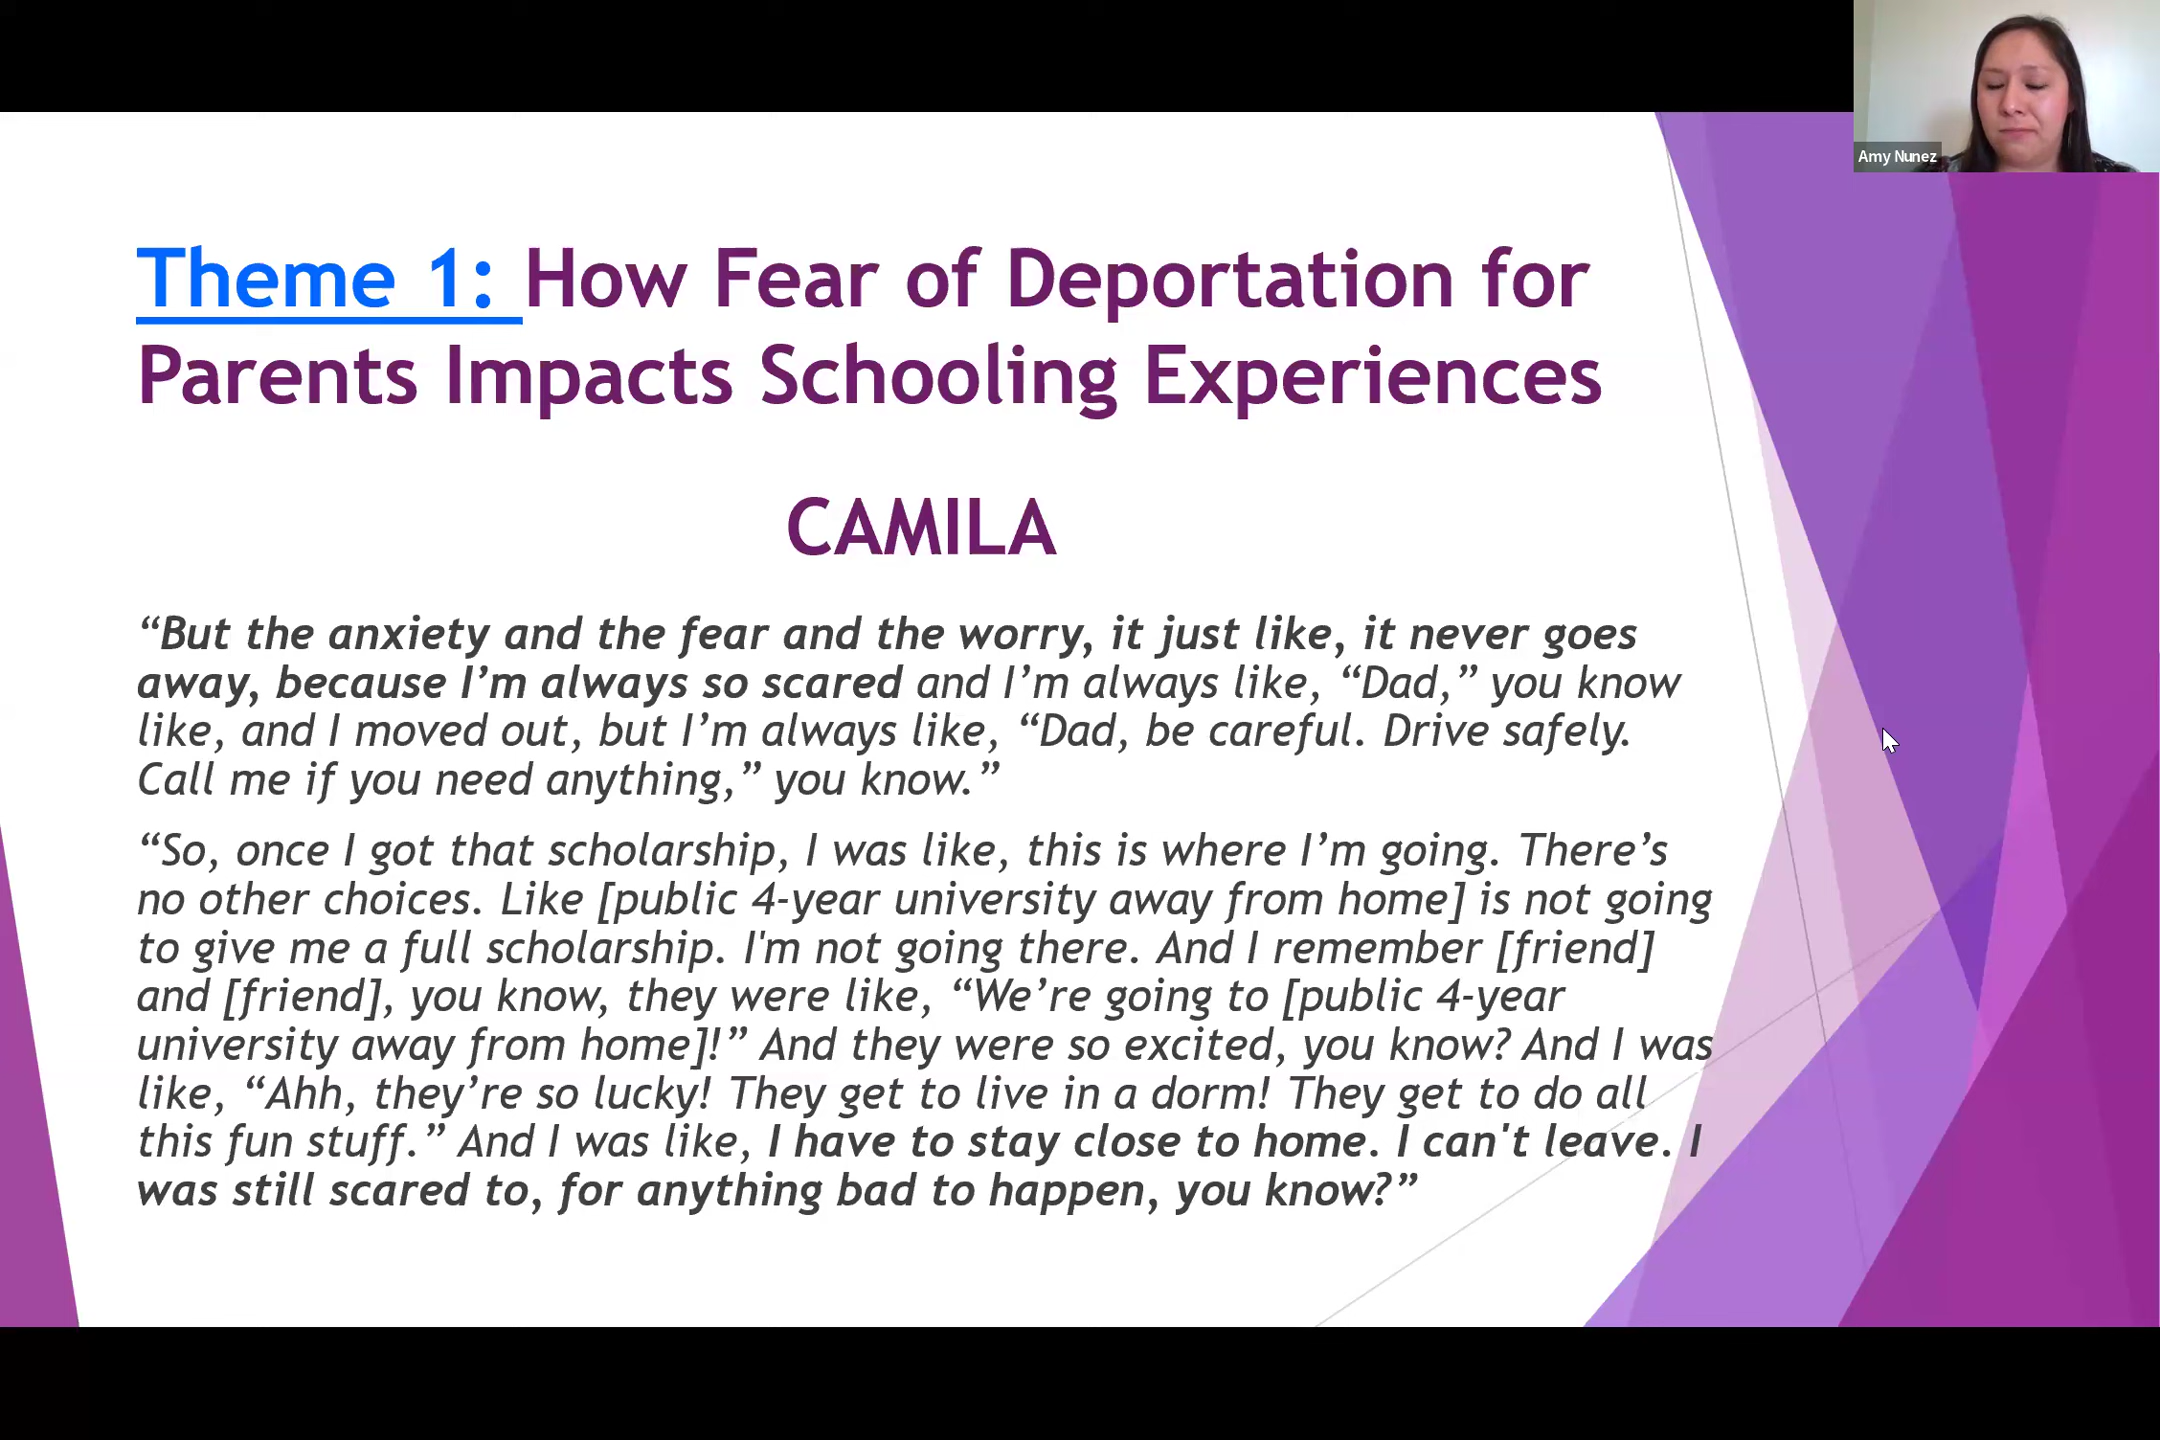 Amy Nunez
Theme 1: How Fear of Deportation for
Parents Impacts Schooling Experiences
CAMILA
“But the anxiety and the fear and the worry, it just like, it never goes
away, because I’m always so scared and I’m always like, “Dad,” you know
like, and I moved out, but I’m always like, “Dad, be careful. Drive safely.
Call me if you need anything,” you know.”
“So, once I got that scholarship, I was like, this is where I’m going. There’s
no other choices. Like [public 4-year university away from home] is not going
to give me a full scholarship. I'm not going there. And I remember [friend]
and [friend], you know, they were like, “We’re going to [public 4-year
university away from home]!” And they were so excited, you know? And I was
like, “Ahh, they’re so lucky! They get to live in a dorm! They get to do all
this fun stuff.” And I was like, I have to stay close to home. I can't leave. I
was still scared to, for anything bad to happen, you know?”